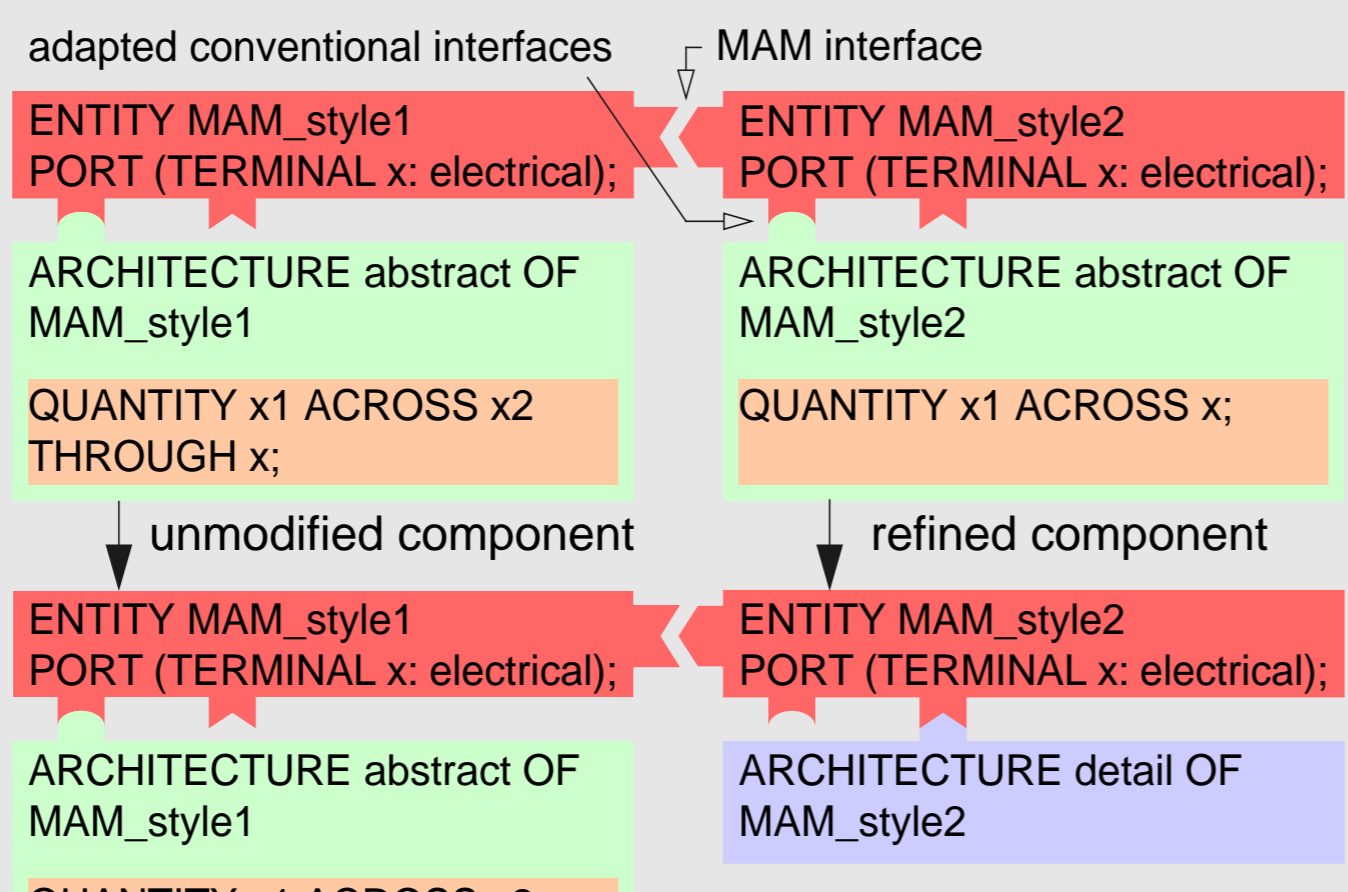 adapted conventional interfaces
MAM interface
ENTITY MAM_style1
PORT (TERMINAL x: electrical);
ENTITY MAM_style2
PORT (TERMINAL x: electrical);
ARCHITECTURE abstract OF
MAM_style1
QUANTITY x1 ACROSS x2
THROUGH x;
ARCHITECTURE abstract OF
MAM_style2
QUANTITY x1 ACROSS x;
unmodified component
refined component
ENTITY MAM_style1
PORT (TERMINAL x: electrical);
ENTITY MAM_style2
PORT (TERMINAL x: electrical);
ARCHITECTURE abstract OF
MAM_style1
ARCHITECTURE detail OF
MAM_style2